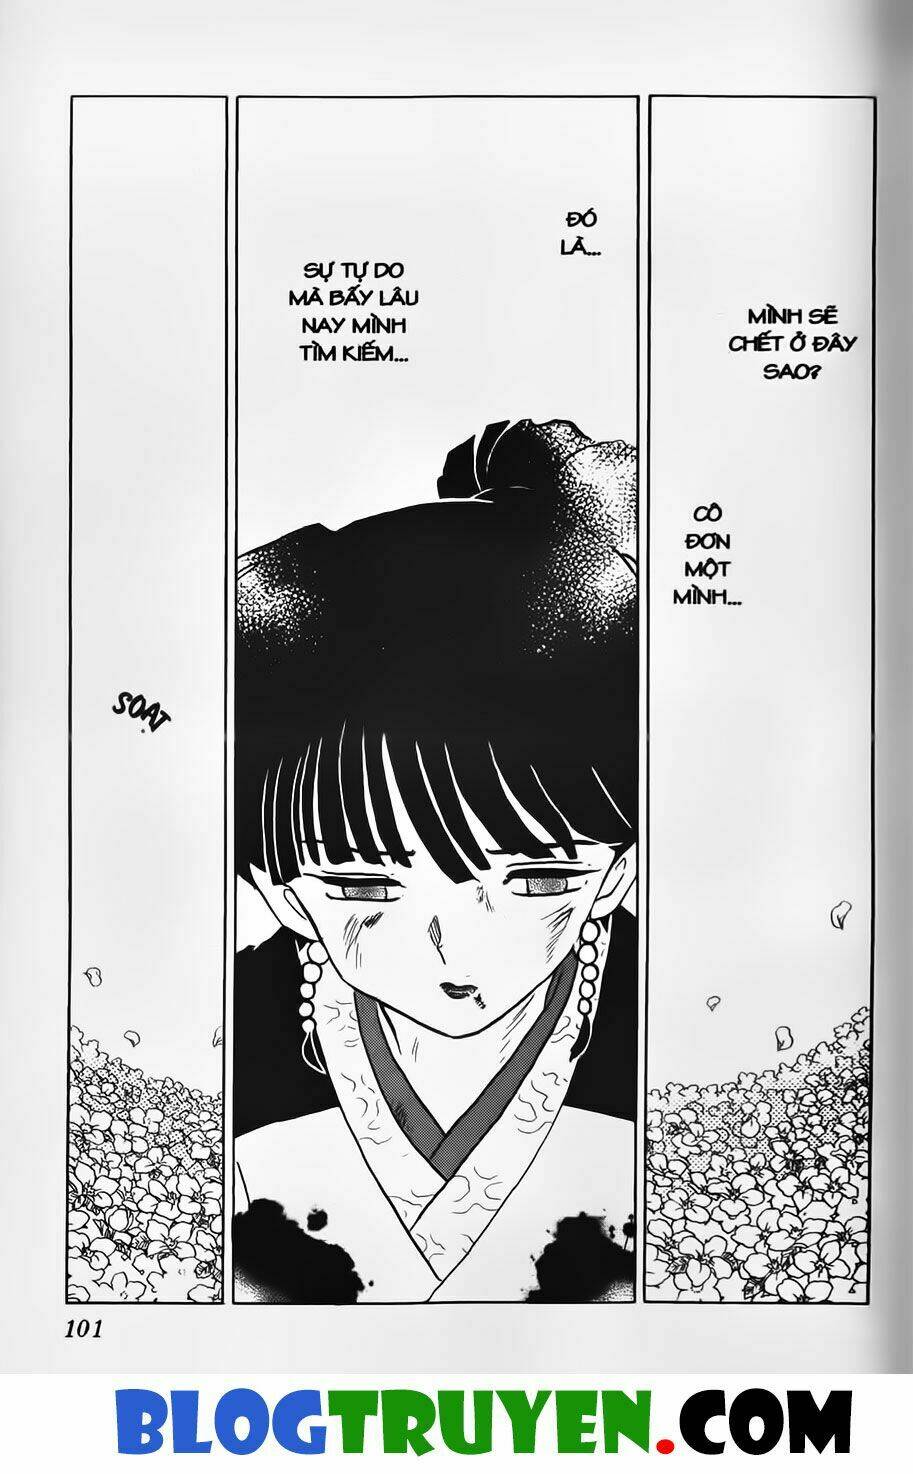 MÌNH SẼ
CHẾT Ở ĐÂY
SAO?
CÔ
ĐƠN
MỘT
MÌNH...
ĐÓ
LÀ...
SỰ TỰ DO
MÀ BẤY LÂU
NAY MÌNH
TÌM KIẾM...
SOẠT
101
BLOGTRUYEN.COM